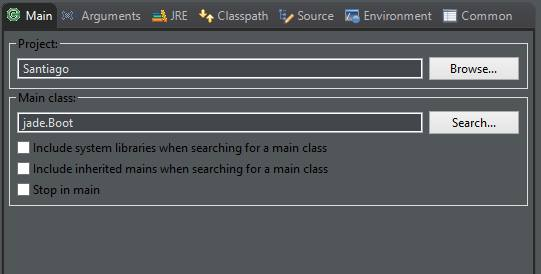 Main Arguments JRE Classpath Source Environment Common
Project:
Santiago Browse...
Main class:
jade.Boot Search...
Include system libraries when searching for a main class
Include inherited mains when searching for a main class
Stop in main